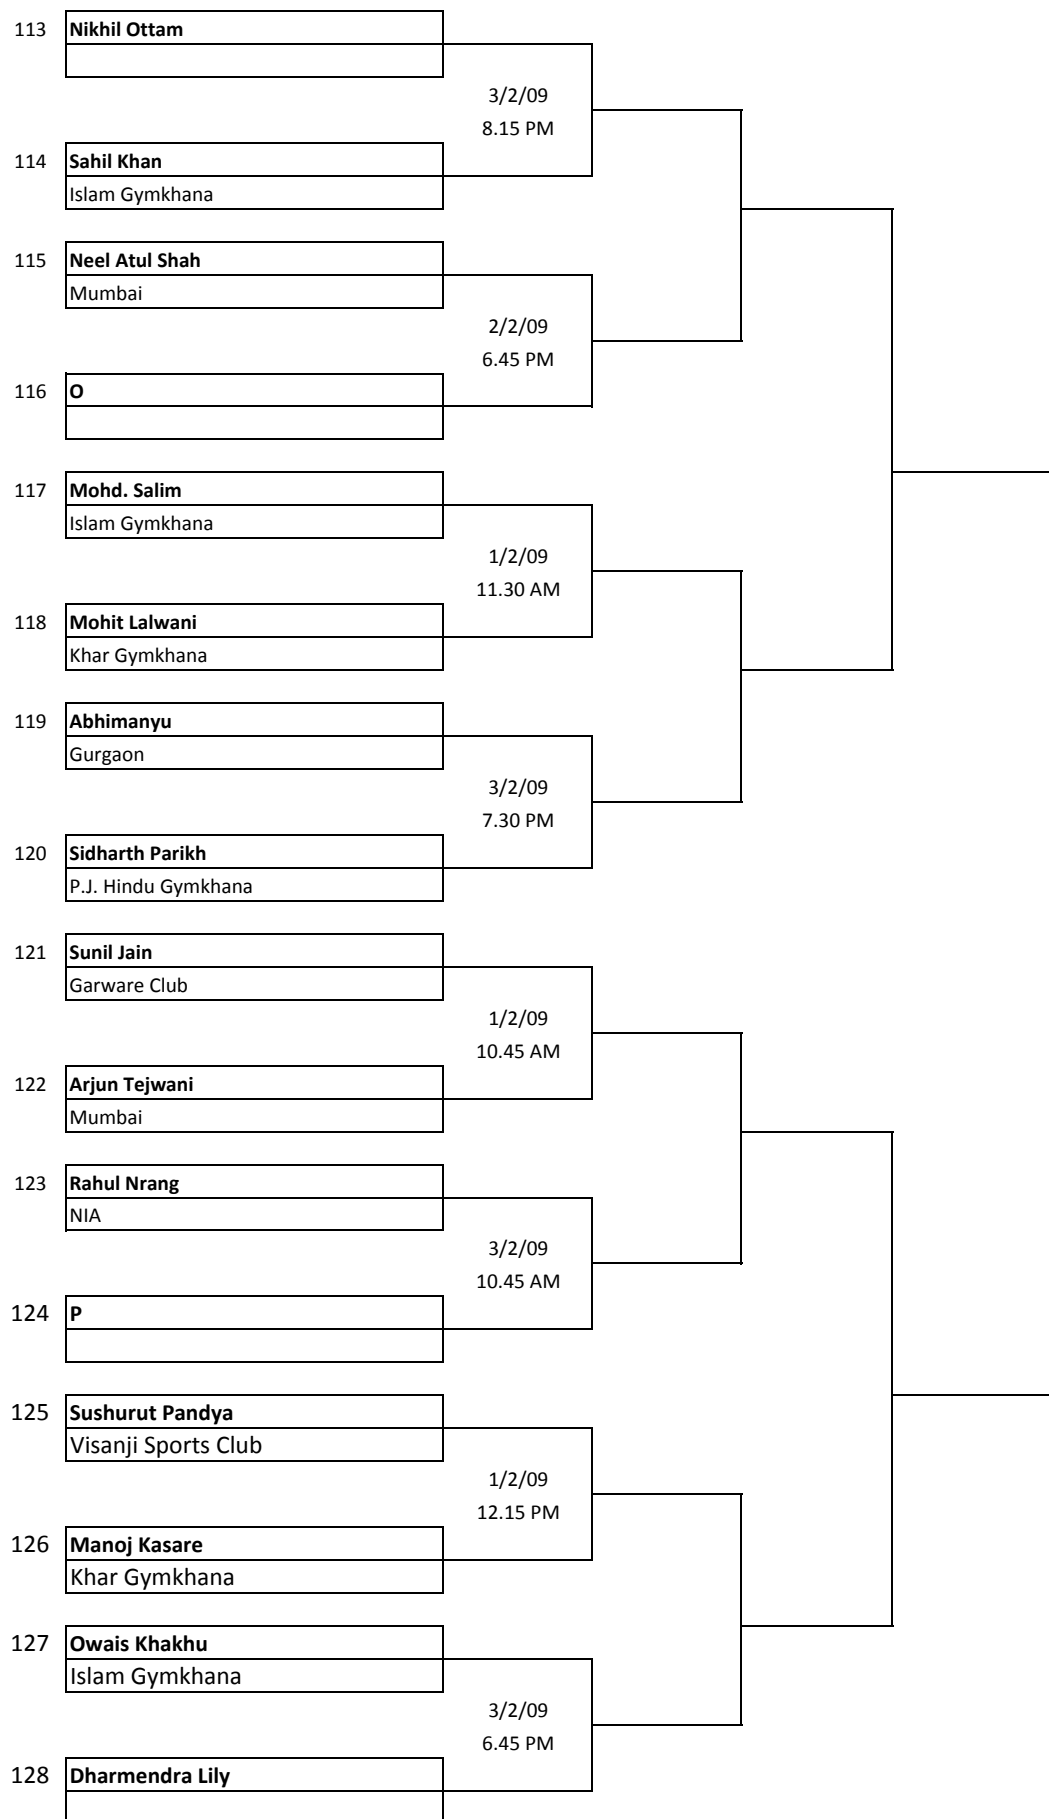 113 Nikhil Ottam
3/2/09
8.15 PM
114 Sahil Khan
Islam Gymkhana
115 Neel Atul Shah
Mumbai
2/2/09
6.45 PM
116 O
117 Mohd. Salim
Islam Gymkhana
1/2/09
11.30 AM
118 Mohit Lalwani
Khar Gymkhana
119 Abhimanyu
Gurgaon
3/2/09
7.30 PM
120 Sidharth Parikh
P.J. Hindu Gymkhana
121 Sunil Jain
Garware Club
1/2/09
10.45 AM
122 Arjun Tejwani
Mumbai
123 Rahul Nrang
NIA
3/2/09
10.45 AM
124 P
125 Sushurut Pandya
Visanji Sports Club
1/2/09
12.15 PM
126 Manoj Kasare
Khar Gymkhana
127 Owais Khakhu
Islam Gymkhana
3/2/09
6.45 PM
128 Dharmendra Lily